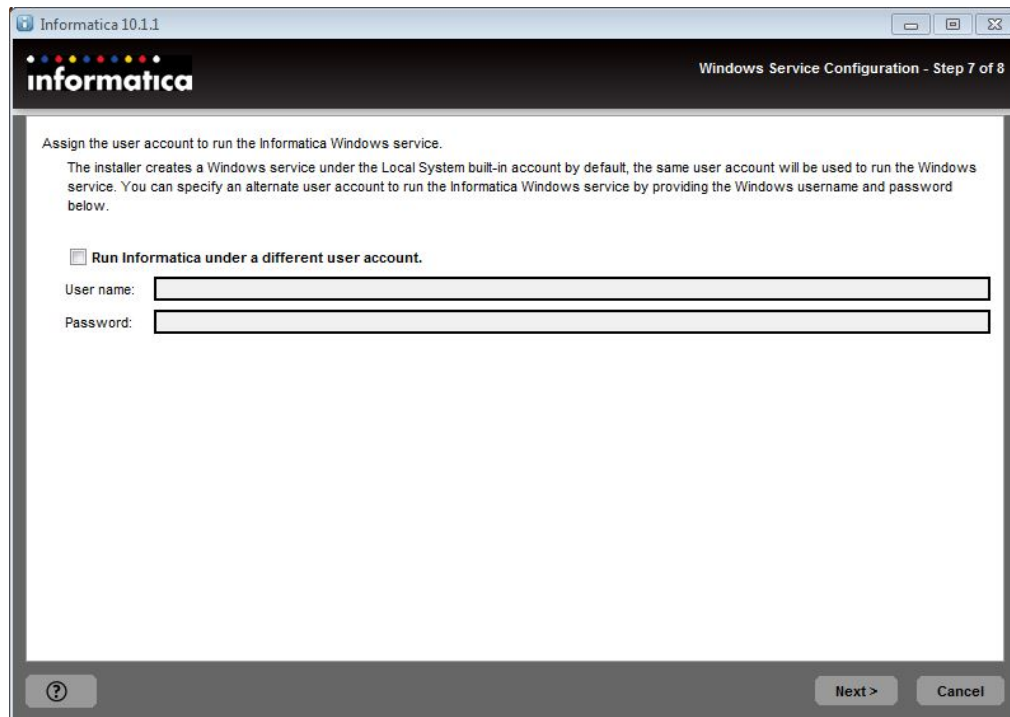 Informatica 10.1.1
informatica
Windows Service Configuration - Step 7 of 8
Assign the user account to run the Informatica Windows service.
The installer creates a Windows service under the Local System built-in account by default, the same user account will be used to run the Windows
service. You can specify an alternate user account to run the Informatica Windows service by providing the Windows username and password
below.
Run Informatica under a different user account.
User name:
Password:
?
Next >
Cancel